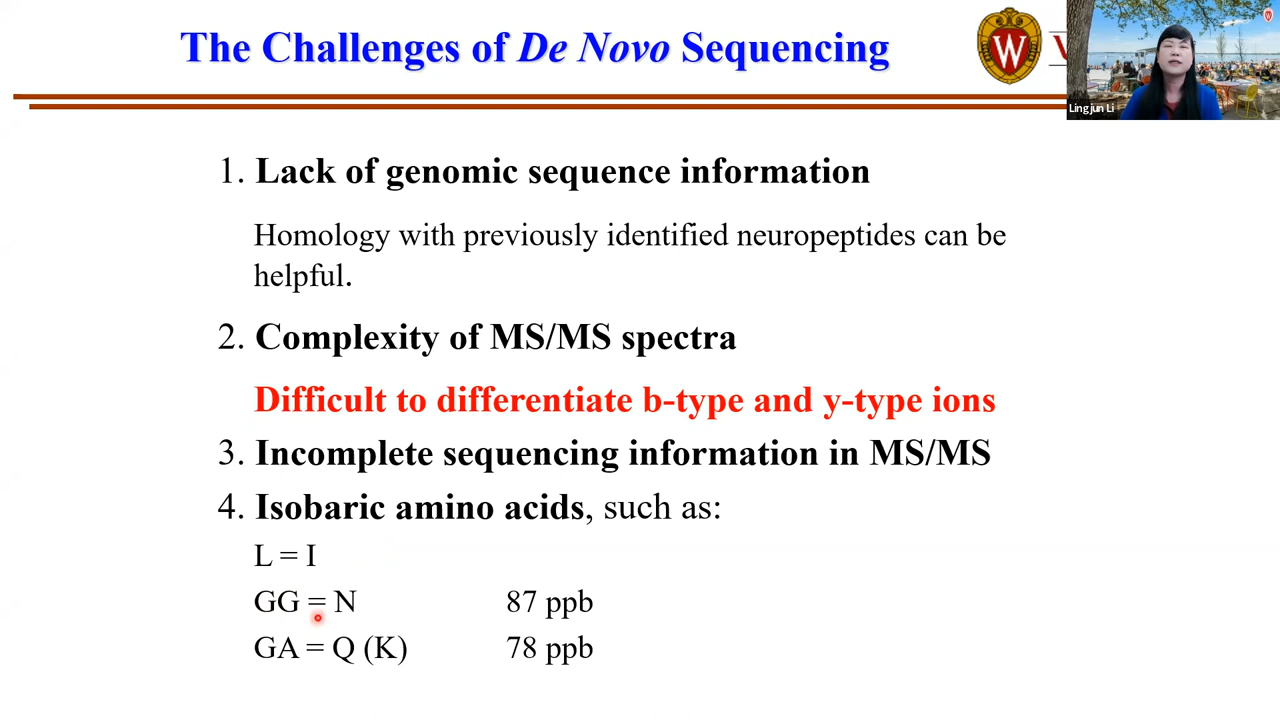 The Challenges of De Novo Sequencing
W
Lingjun Li
1. Lack of genomic sequence information
Homology with previously identified neuropeptides can be
helpful.
2. Complexity of MS/MS spectra
Difficult to differentiate b-type and y-type ions
3. Incomplete sequencing information in MS/MS
4. Isobaric amino acids, such as:
L = I
GG = N 87 ppb
GA = Q (K) 78 ppb